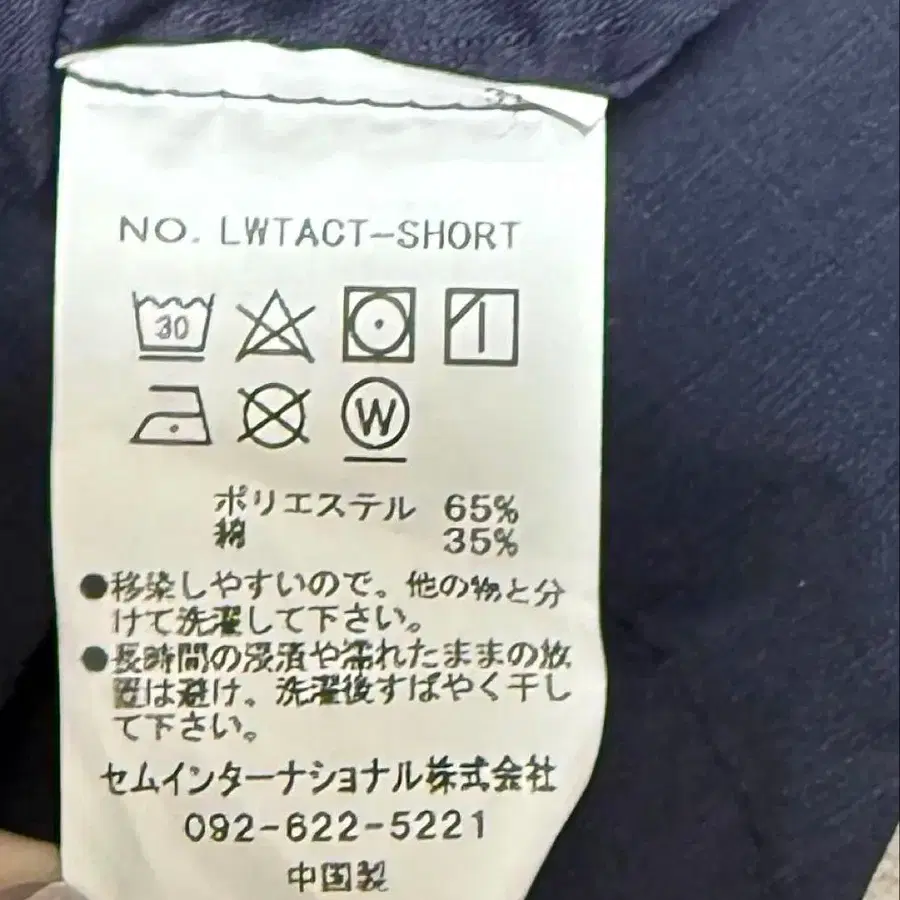 NO. LWTACT-SHORT
30
W
ポリエステル 65%
綿 35%
●移染しやすいので。他の物と分
けて洗濯して下さい。
●長時間の浸漬や濡れたままの放
置は避け。洗濯後すばやく干し
て下さい。
セムインターナショナル株式会社
092-622-5221
中国製